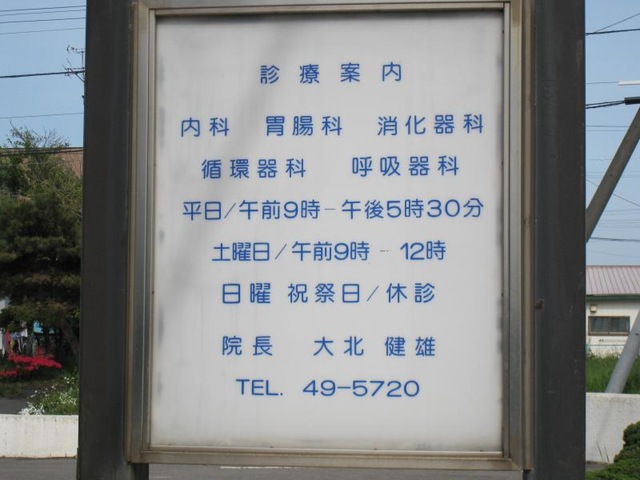 診療案内
内科 胃腸科 消化器科
循環器科 呼吸器科
平日/午前9時-午後5時30分
土曜日/午前9時-12時
日曜 祝祭日/休診
院長 大北 健雄
TEL. 49-5720